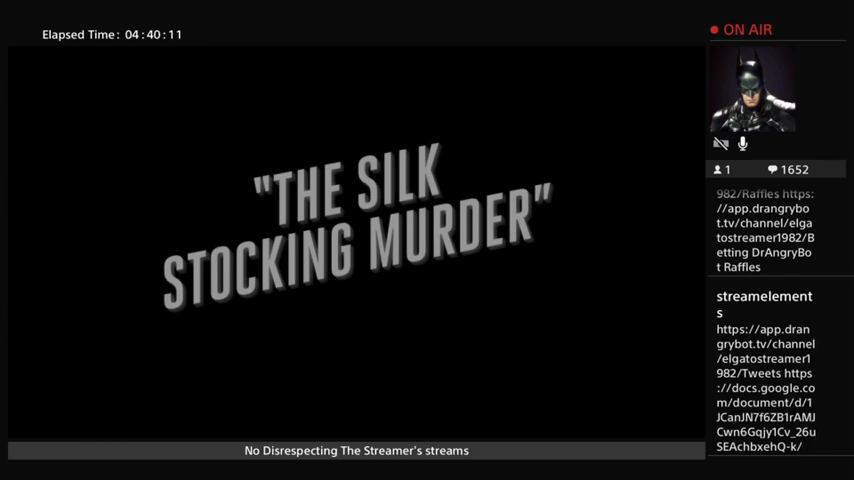 Elapsed Time: 04:40:11
ON AIR
"THE SILK
STOCKING MURDER"
1 1652
982/Raffles https:
//app.drangrybo
t.tv/channel/elga
tostreamer1982/B
etting DrAngryBo
t Raffles
streamelement
s
https://app.dran
grybot.tv/channel
/elgatostreamer1
982/Tweets https
://docs.google.co
m/document/d/1
JCanJN7f6ZB1rAMJ
Cwn6Gqjy1Cv_26u
SEAchbxehQ-k/
No Disrespecting The Streamer's streams